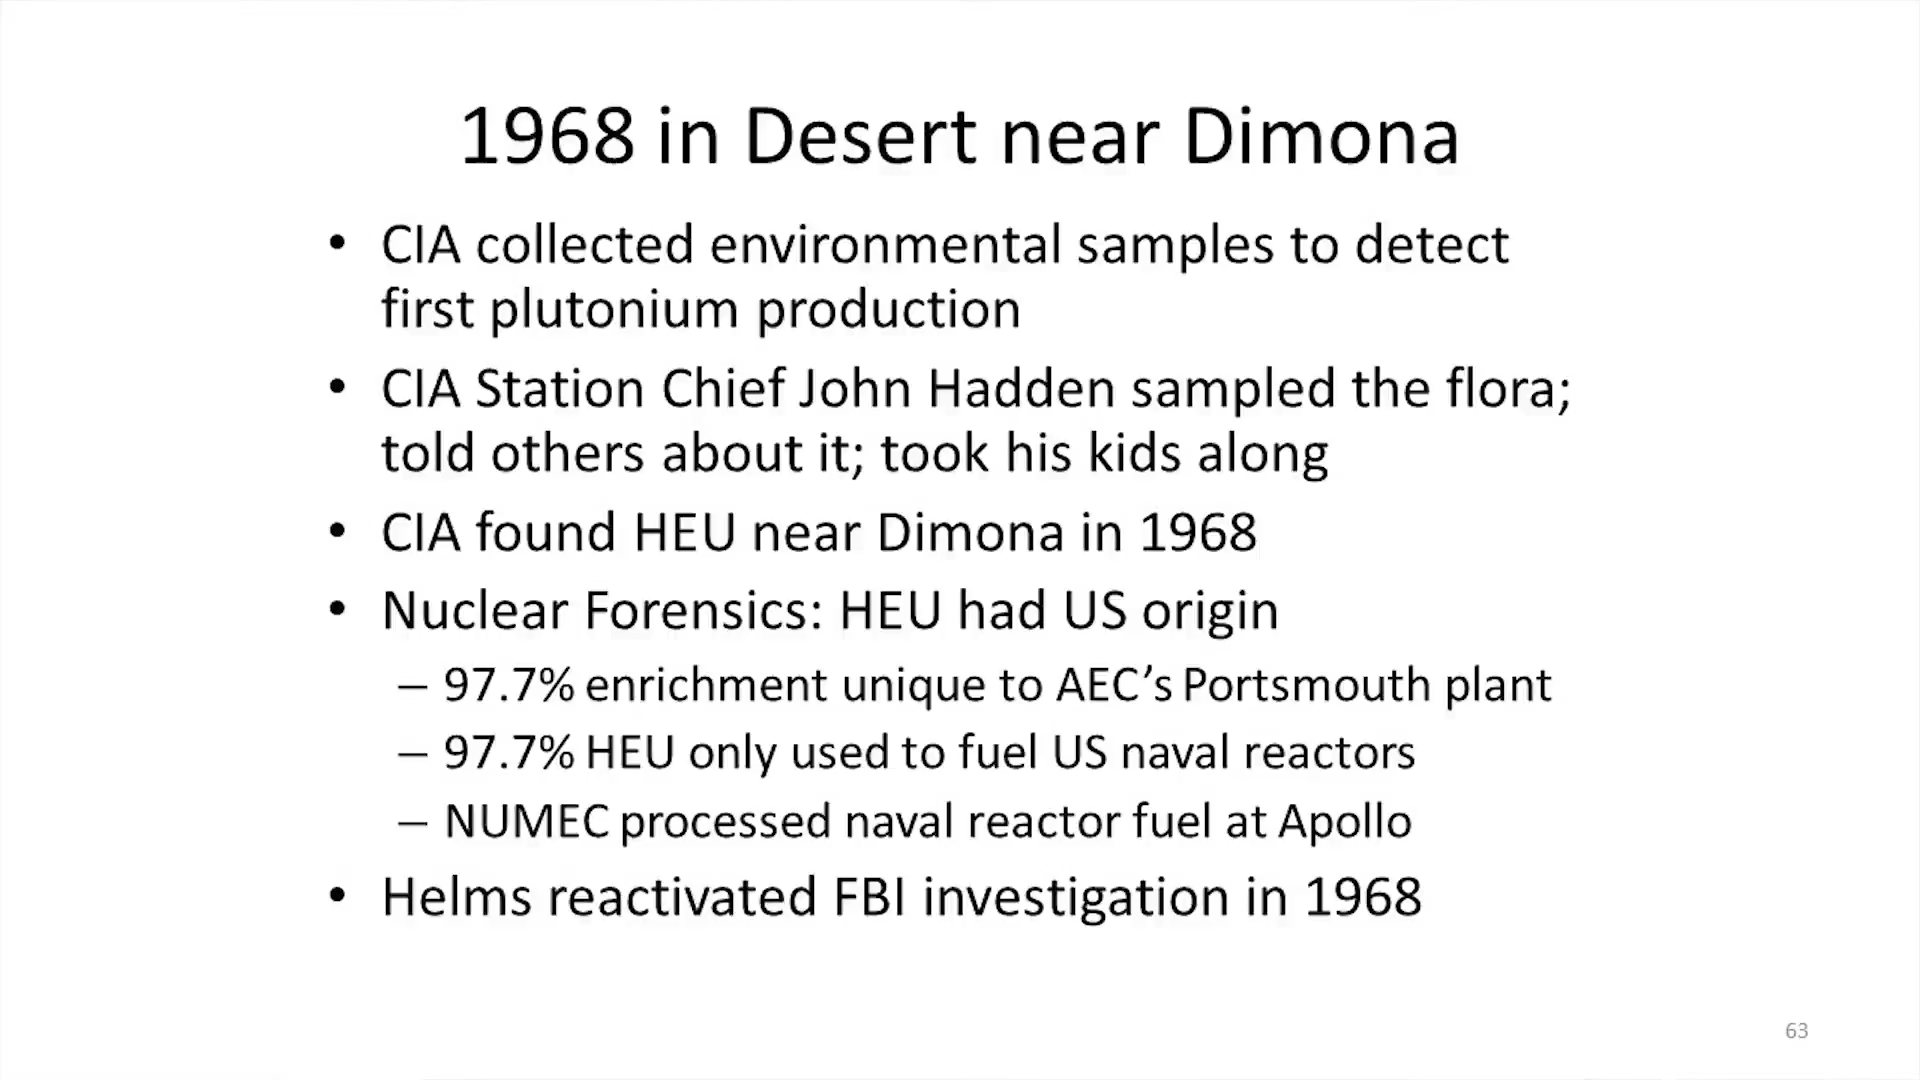 1968 in Desert near Dimona
• CIA collected environmental samples to detect
first plutonium production
• CIA Station Chief John Hadden sampled the flora;
told others about it; took his kids along
• CIA found HEU near Dimona in 1968
• Nuclear Forensics: HEU had US origin
– 97.7% enrichment unique to AEC’s Portsmouth plant
– 97.7% HEU only used to fuel US naval reactors
– NUMEC processed naval reactor fuel at Apollo
• Helms reactivated FBI investigation in 1968
63